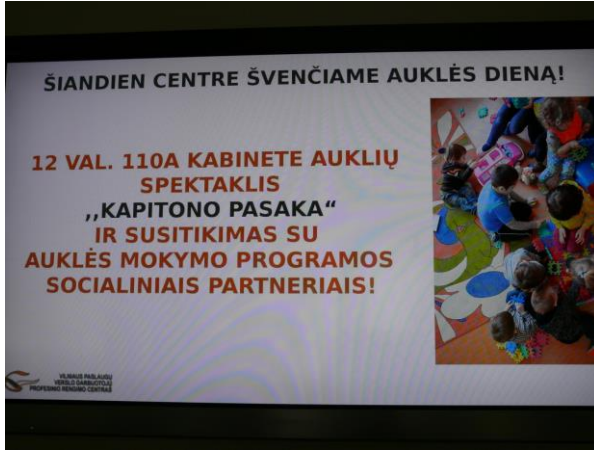 ŠIANDIEN CENTRE ŠVENČIAME AUKLĖS DIENĄ!
12 VAL. 110A KABINETE AUKLIŲ
SPEKTAKLIS
,,KAPITONO PASAKA“
IR SUSITIKIMAS SU
AUKLĖS MOKYMO PROGRAMOS
SOCIALINIAIS PARTNERIAIS!
VILNIAUS PASLAUGŲ
VERSLO DARBUOTOJŲ
PROFESINIO RENGIMO CENTRAS